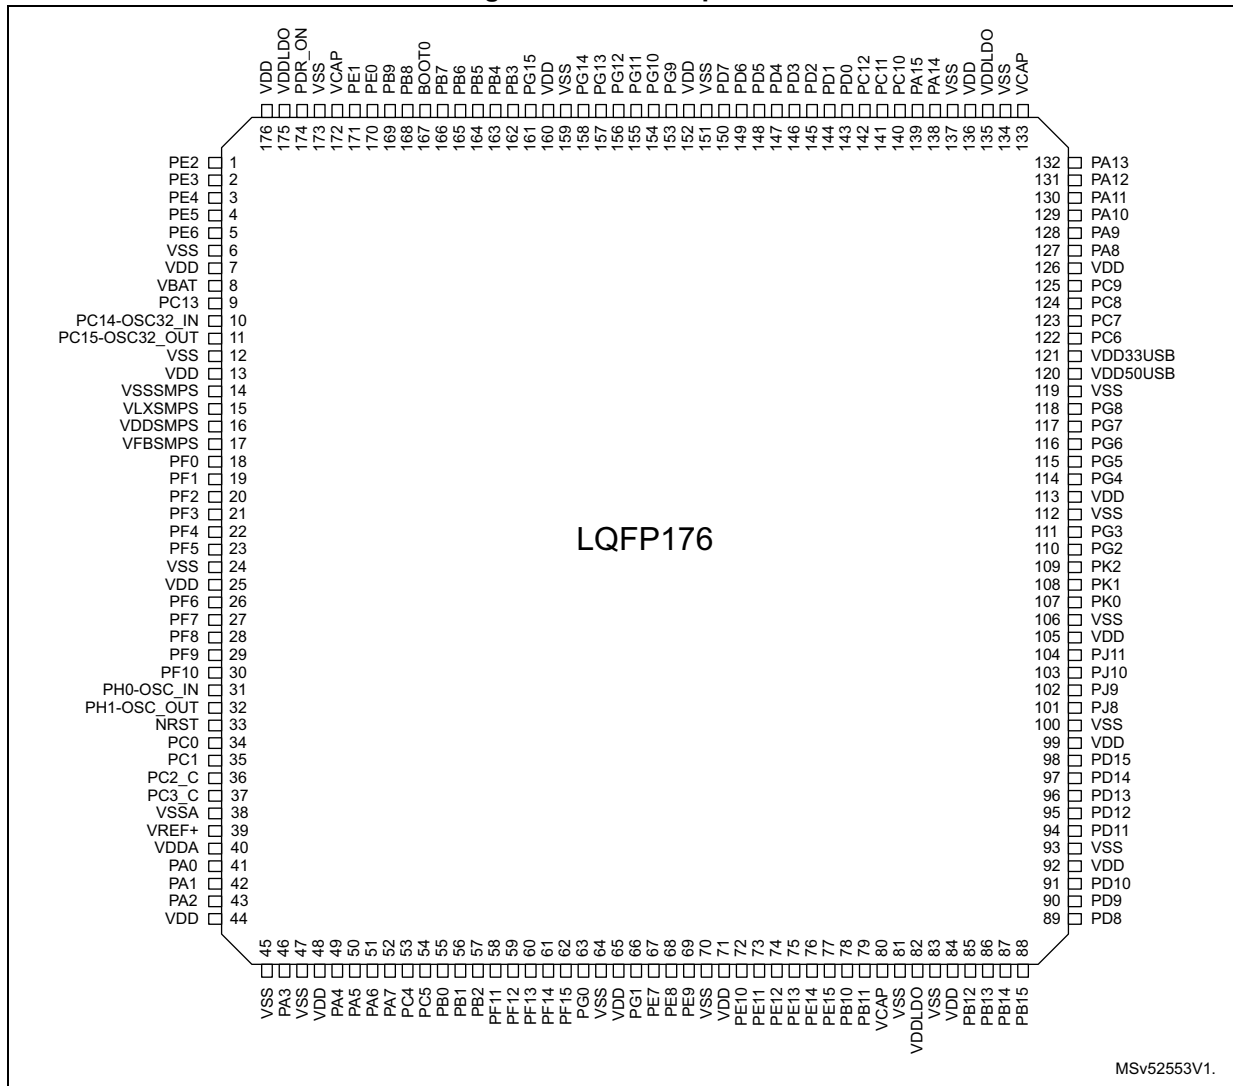 VDD 176
VDDLDO 175
PDR_ON 174
VSS 173
VCAP 172
PE1 171
PE0 170
PB9 169
PB8 168
BOOT0 167
PB7 166
PB6 165
PB5 164
PB4 163
PB3 162
PG15 161
VDD 160
VSS 159
PG14 158
PG13 157
PG12 156
PG11 155
PG10 154
PG9 153
VDD 152
VSS 151
PD7 150
PD6 149
PD5 148
PD4 147
PD3 146
PD2 145
PD1 144
PD0 143
PC12 142
PC11 141
PC10 140
PA15 139
PA14 138
VSS 137
VDD 136
VDDLDO 135
VSS 134
VCAP 133
PE2 1
PE3 2
PE4 3
PE5 4
PE6 5
VSS 6
VDD 7
VBAT 8
PC13 9
PC14-OSC32_IN 10
PC15-OSC32_OUT 11
VSS 12
VDD 13
VSSSMPS 14
VLXSMPS 15
VDDSMPS 16
VFBSMPS 17
PF0 18
PF1 19
PF2 20
PF3 21
PF4 22
PF5 23
VSS 24
VDD 25
PF6 26
PF7 27
PF8 28
PF9 29
PF10 30
PH0-OSC_IN 31
PH1-OSC_OUT 32
NRST 33
PC0 34
PC1 35
PC2_C 36
PC3_C 37
VSSA 38
VREF+ 39
VDDA 40
PA0 41
PA1 42
PA2 43
VDD 44
LQFP176
132 PA13
131 PA12
130 PA11
129 PA10
128 PA9
127 PA8
126 VDD
125 PC9
124 PC8
123 PC7
122 PC6
121 VDD33USB
120 VDD50USB
119 VSS
118 PG8
117 PG7
116 PG6
115 PG5
114 PG4
113 VDD
112 VSS
111 PG3
110 PG2
109 PK2
108 PK1
107 PK0
106 VSS
105 VDD
104 PJ11
103 PJ10
102 PJ9
101 PJ8
100 VSS
99 VDD
98 PD15
97 PD14
96 PD13
95 PD12
94 PD11
93 VSS
92 VDD
91 PD10
90 PD9
89 PD8
VSS 45
PA3 46
VSS 47
VDD 48
PA4 49
PA5 50
PA6 51
PA7 52
PC4 53
PC5 54
PB0 55
PB1 56
PB2 57
PF11 58
PF12 59
PF13 60
PF14 61
PF15 62
PG0 63
VSS 64
VDD 65
PG1 66
PE7 67
PE8 68
PE9 69
VSS 70
VDD 71
PE10 72
PE11 73
PE12 74
PE13 75
PE14 76
PE15 77
PB10 78
PB11 79
VCAP 80
VSS 81
VDDLDO 82
VSS 83
VDD 84
PB12 85
PB13 86
PB14 87
PB15 88
MSv52553V1.